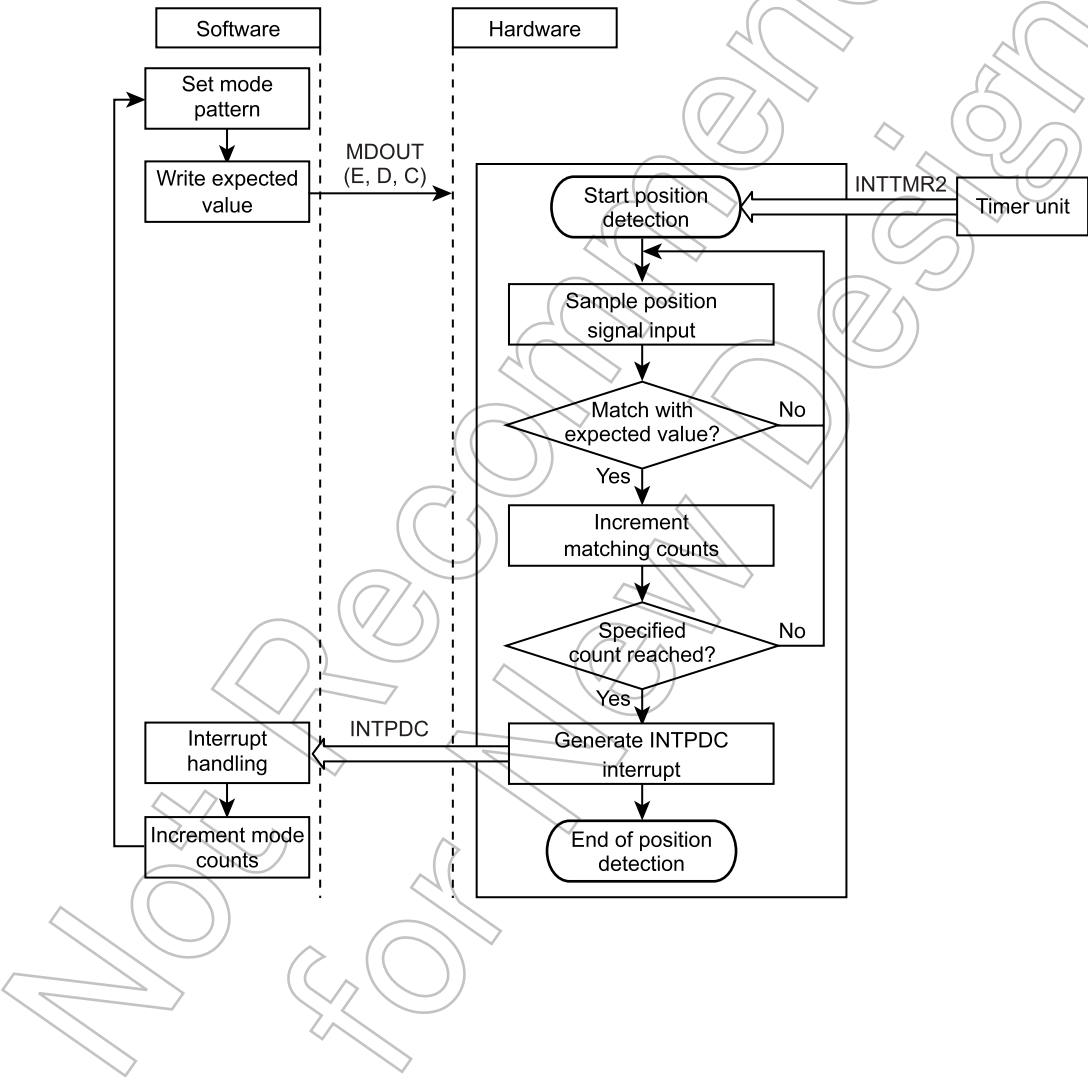 Software
Hardware
Set mode
pattern
Write expected
value
MDOUT
(E, D, C)
Start position
detection
INTTMR2
Timer unit
Sample position
signal input
Match with
expected value?
No
Yes
Increment
matching counts
Specified
count reached?
No
Yes
Generate INTPDC
interrupt
INTPDC
Interrupt
handling
Increment mode
counts
End of position
detection
Not Recommen
for New Design